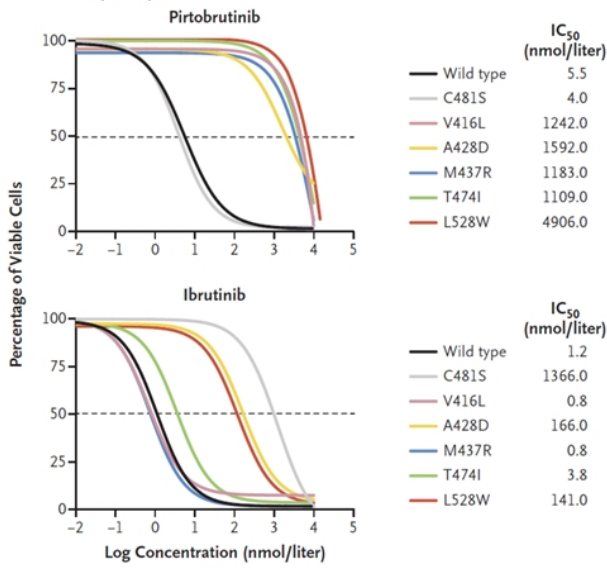 Pirtobrutinib
100
75
50
25
0
−2 −1 0 1 2 3 4 5
IC50
(nmol/liter)
Wild type 5.5
C481S 4.0
V416L 1242.0
A428D 1592.0
M437R 1183.0
T474I 1109.0
L528W 4906.0
Percentage of Viable Cells
Ibrutinib
100
75
50
25
0
−2 −1 0 1 2 3 4 5
Log Concentration (nmol/liter)
IC50
(nmol/liter)
Wild type 1.2
C481S 1366.0
V416L 0.8
A428D 166.0
M437R 0.8
T474I 3.8
L528W 141.0